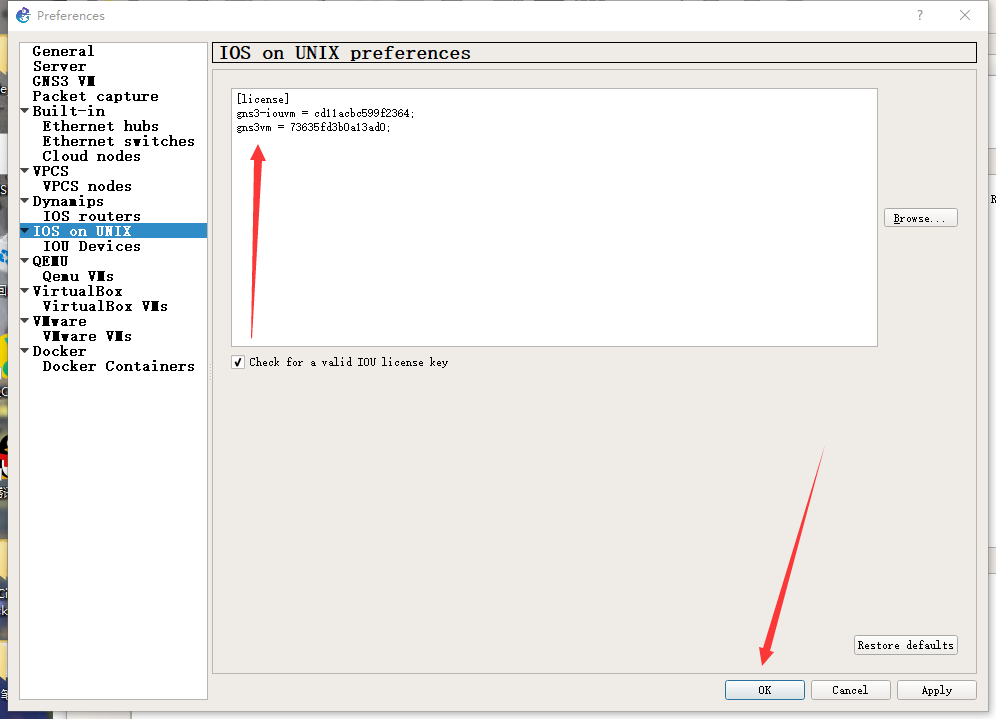 Preferences
General
Server
GNS3 VM
Packet capture
Built-in
Ethernet hubs
Ethernet switches
Cloud nodes
VPCS
VPCS nodes
Dynamips
IOS routers
IOS on UNIX
IOU Devices
QEMU
Qemu VMs
VirtualBox
VirtualBox VMs
VMware
VMware VMs
Docker
Docker Containers
IOS on UNIX preferences
[license]
gns3-iouvm = cd11acbc599f2364;
gns3vm = 73635fd3b0a13ad0;
Browse...
Check for a valid IOU license key
Restore defaults
OK
Cancel
Apply